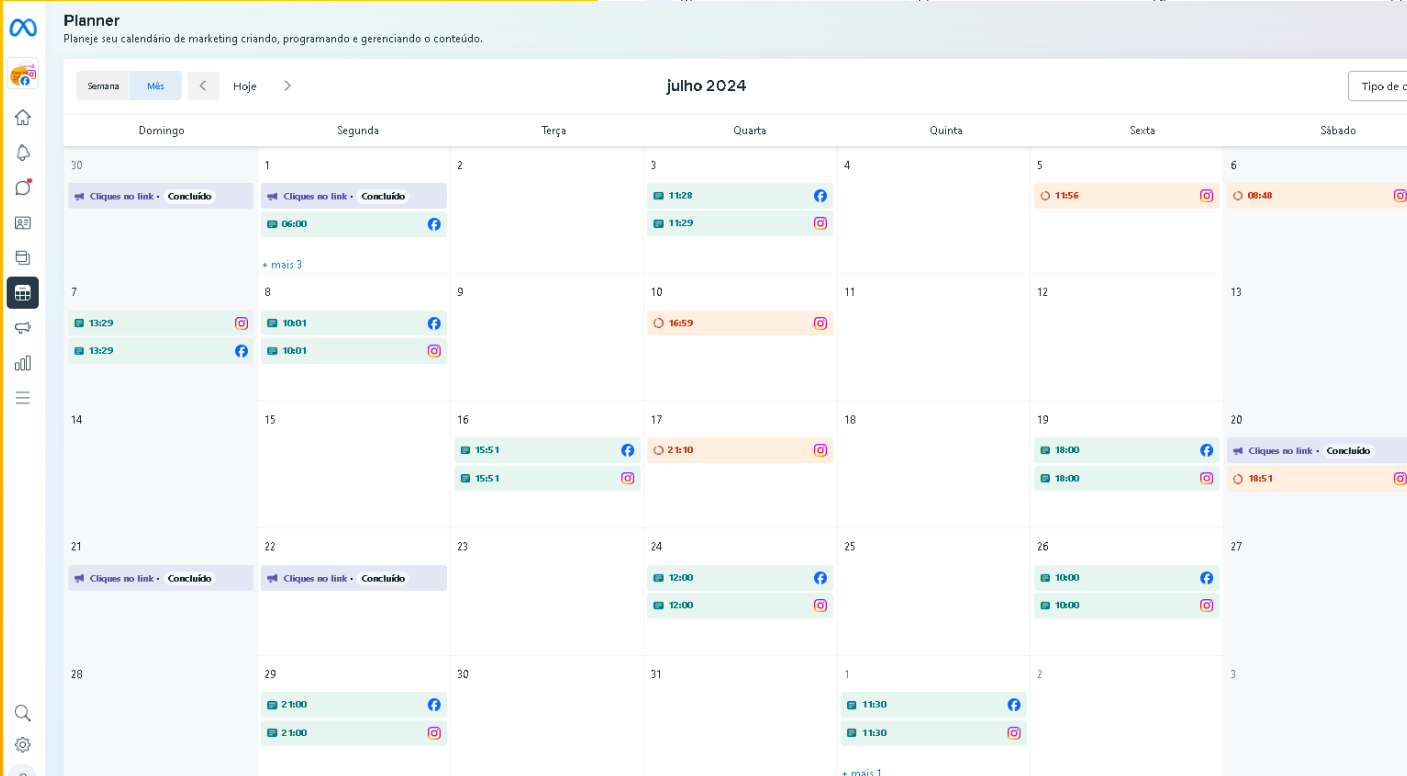 Planner
Planeje seu calendário de marketing criando, programando e gerenciando o conteúdo.
Semana Mês Hoje julho 2024 Tipo de c
Domingo Segunda Terça Quarta Quinta Sexta Sábado
30 1 2 3 4 5 6
Cliques no link • Concluído Cliques no link • Concluído 11:28 11:56 08:48
06:00 11:29
+ mais 3
7 8 9 10 11 12 13
13:29 10:01 16:59
13:29 10:01
14 15 16 17 18 19 20
15:51 21:10 18:00 Cliques no link • Concluído
15:51 18:00 18:51
21 22 23 24 25 26 27
Cliques no link • Concluído Cliques no link • Concluído 12:00 10:00
12:00 10:00
28 29 30 31 1 2 3
21:00 11:30
21:00 11:30
+ mais 1